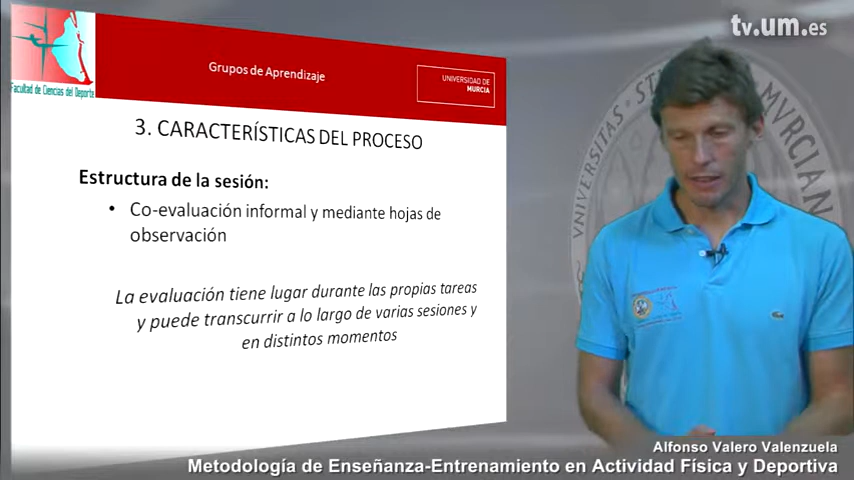 tv.um.es
Facultad de Ciencias del Deporte
Grupos de Aprendizaje
UNIVERSIDAD DE
MURCIA
3. CARACTERÍSTICAS DEL PROCESO
Estructura de la sesión:
• Co-evaluación informal y mediante hojas de
observación
La evaluación tiene lugar durante las propias tareas
y puede transcurrir a lo largo de varias sesiones y
en distintos momentos
VNIVERSITAS STVDIORVM MVRCIANA
Alfonso Valero Valenzuela
Metodología de Enseñanza-Entrenamiento en Actividad Física y Deportiva